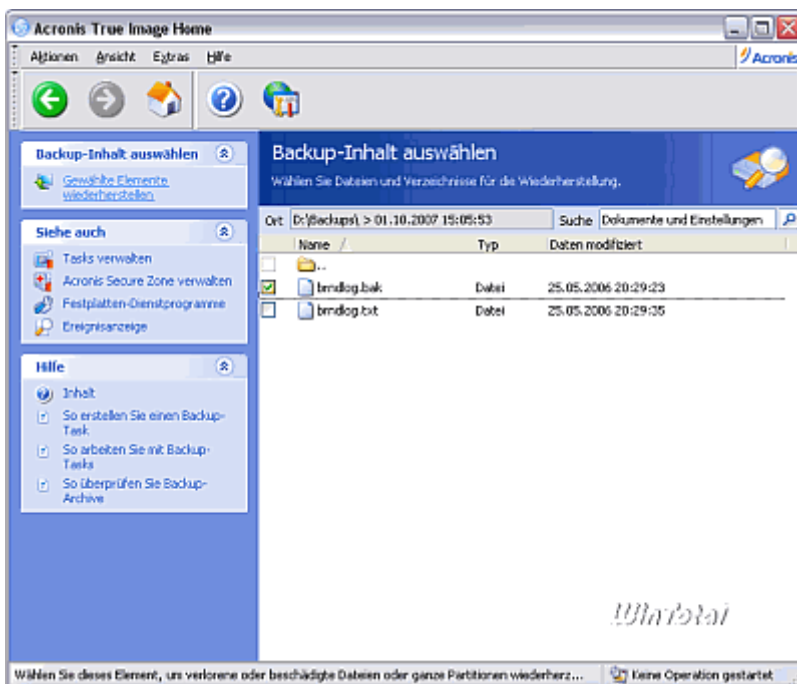 Acronis True Image Home
Aktionen Ansicht Extras Hilfe
Acronis
Backup-Inhalt auswählen
Gewählte Elemente
wiederherstellen
Siehe auch
Tasks verwalten
Acronis Secure Zone verwalten
Festplatten-Dienstprogramme
Ereignisanzeige
Hilfe
Inhalt
So erstellen Sie einen Backup-
Task
So arbeiten Sie mit Backup-
Tasks
So überprüfen Sie Backup-
Archive
Backup-Inhalt auswählen
Wählen Sie Dateien und Verzeichnisse für die Wiederherstellung.
Ort D:\Backups\ > 01.10.2007 15:05:53 Suche Dokumente und Einstellungen
Name Typ Daten modifiziert
..
brndlog.bak Datei 25.05.2006 20:29:23
brndlog.txt Datei 25.05.2006 20:29:35
WinTotal
Wählen Sie dieses Element, um verlorene oder beschädigte Dateien oder ganze Partitionen wiederherz... Keine Operation gestartet